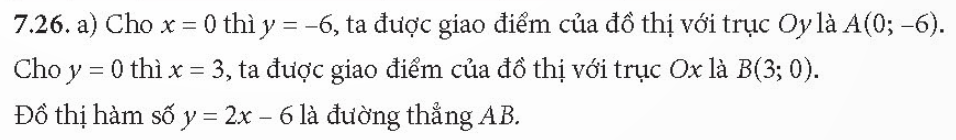 7.26. a) Cho x = 0 thì y = −6, ta được giao điểm của đồ thị với trục Oy là A(0; −6).
Cho y = 0 thì x = 3, ta được giao điểm của đồ thị với trục Ox là B(3; 0).
Đồ thị hàm số y = 2x − 6 là đường thẳng AB.